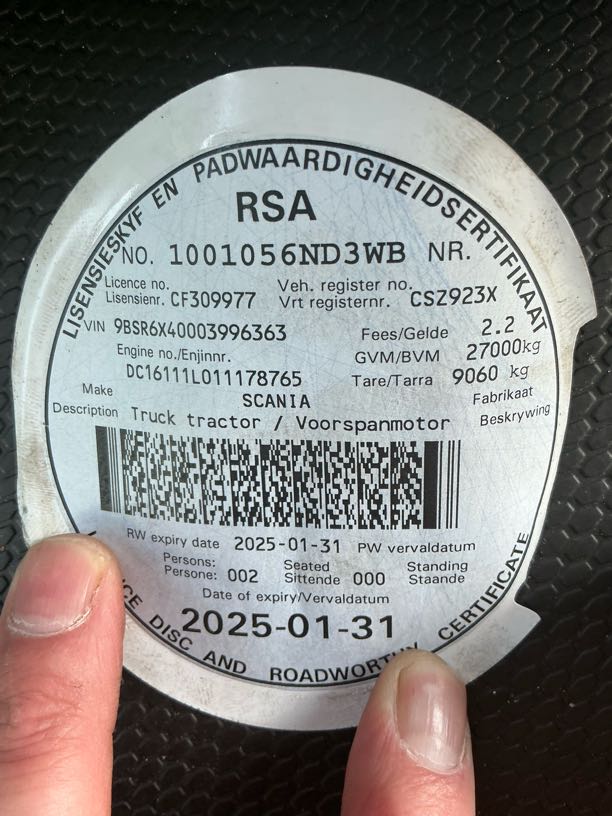 LISENSIESKYF EN PADWAARDIGHEIDSERTIFIKAAT
RSA
NO. 1001056ND3WB NR.
Licence no. Veh. register no.
Lisensienr. CF309977 Vrt registernr. CSZ923X
VIN 9BSR6X40003996363 Fees/Gelde 2.2
Engine no./Enjinnr. GVM/BVM 27000kg
DC16111L011178765 Tare/Tarra 9060 kg
Make SCANIA Fabrikaat
Description Truck tractor / Voorspanmotor Beskrywing
RW expiry date 2025-01-31 PW vervaldatum
Persons: Seated Standing
Persone: 002 Sittende 000 Staande
Date of expiry/Vervaldatum
2025-01-31
CE DISC AND ROADWORTHY CERTIFICATE